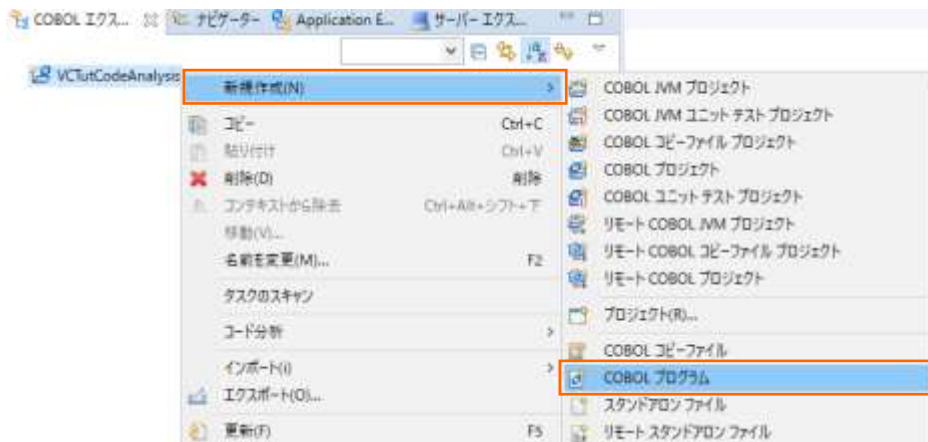 COBOL エクス... ナビゲーター Application E... サーバー エクス...
VCTutCodeAnalysis
新規作成(N)
コピー Ctrl+C
貼り付け Ctrl+V
削除(D) 削除
コンテキストから除去 Ctrl+Alt+シフト+下
移動(V)...
名前を変更(M)... F2
タスクのスキャン
コード分析
インポート(I)
エクスポート(O)...
更新(F) F5
COBOL JVM プロジェクト
COBOL JVM ユニット テスト プロジェクト
COBOL コピーファイル プロジェクト
COBOL プロジェクト
COBOL ユニット テスト プロジェクト
リモート COBOL JVM プロジェクト
リモート COBOL コピーファイル プロジェクト
リモート COBOL プロジェクト
プロジェクト(R)...
COBOL コピーファイル
COBOL プログラム
スタンドアロン ファイル
リモート スタンドアロン ファイル